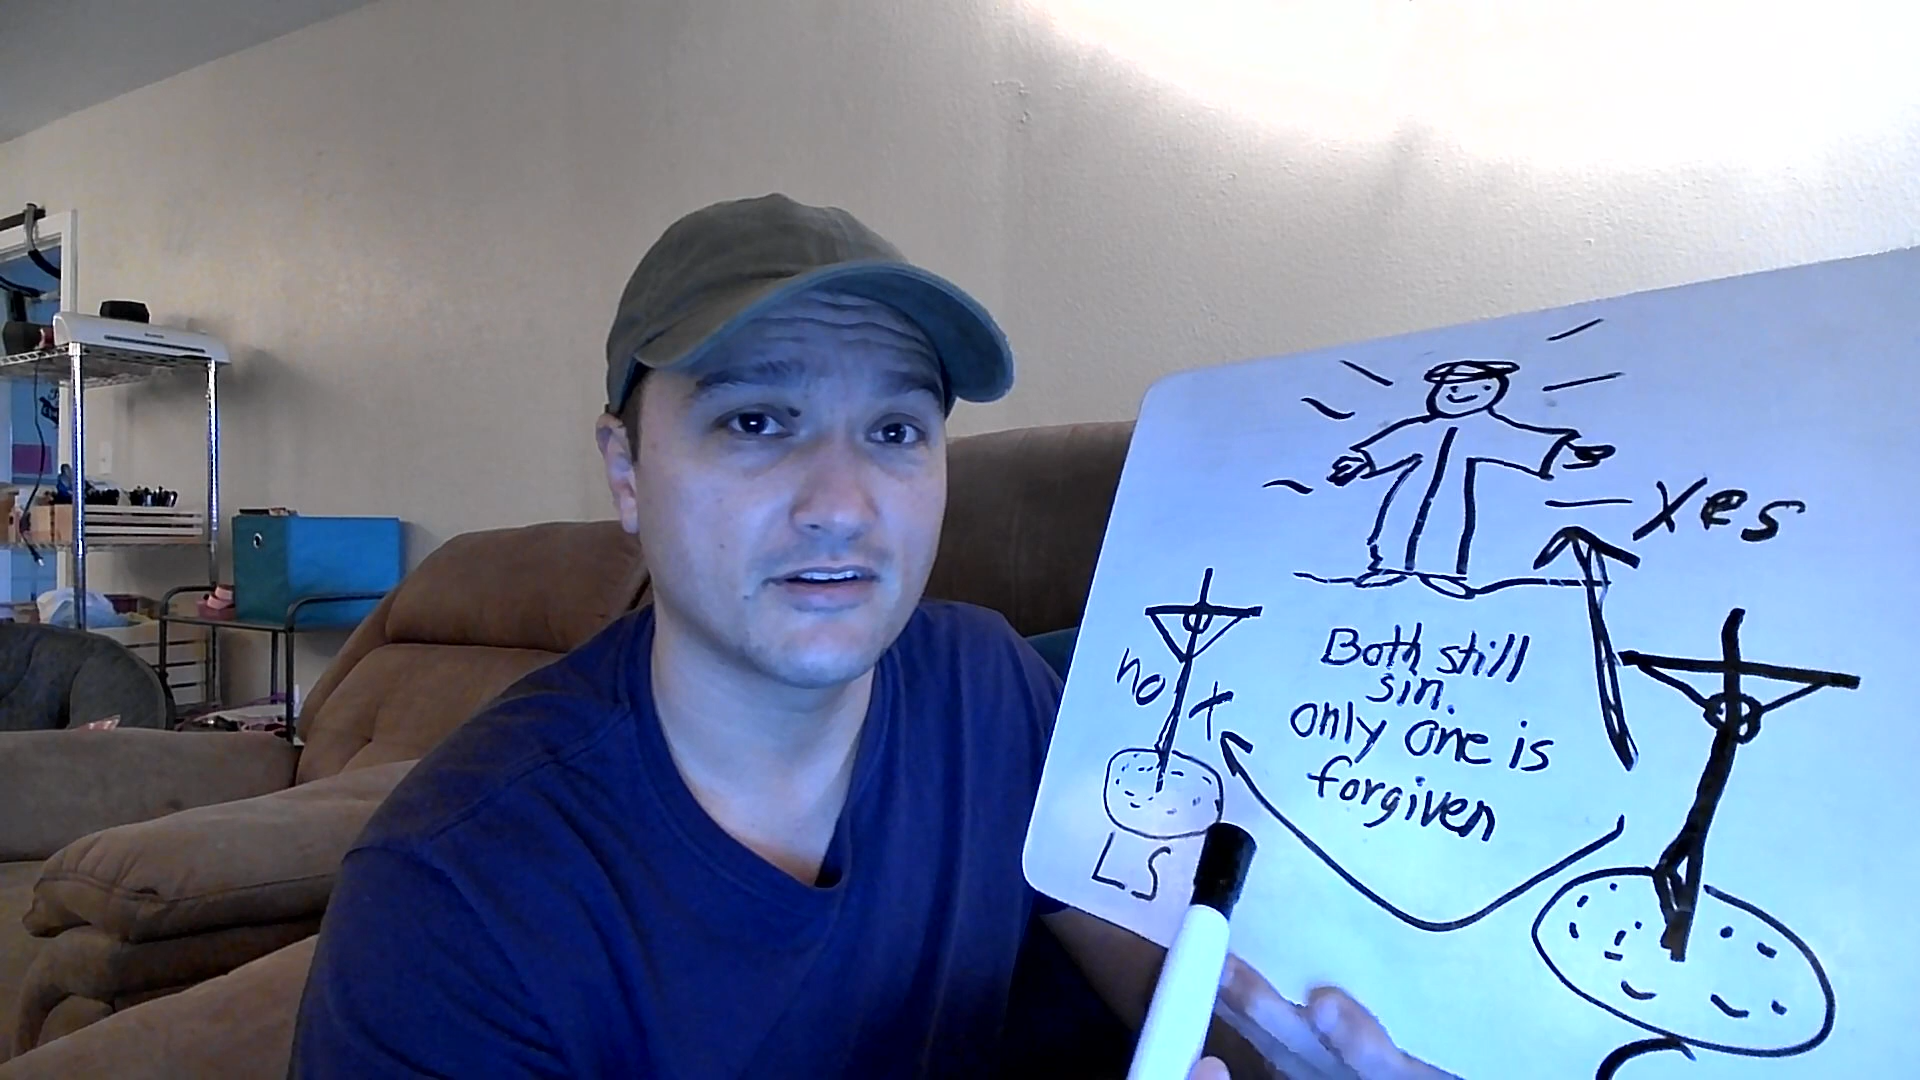 Yes
no
Both still
sin.
only one is
forgiven
LS